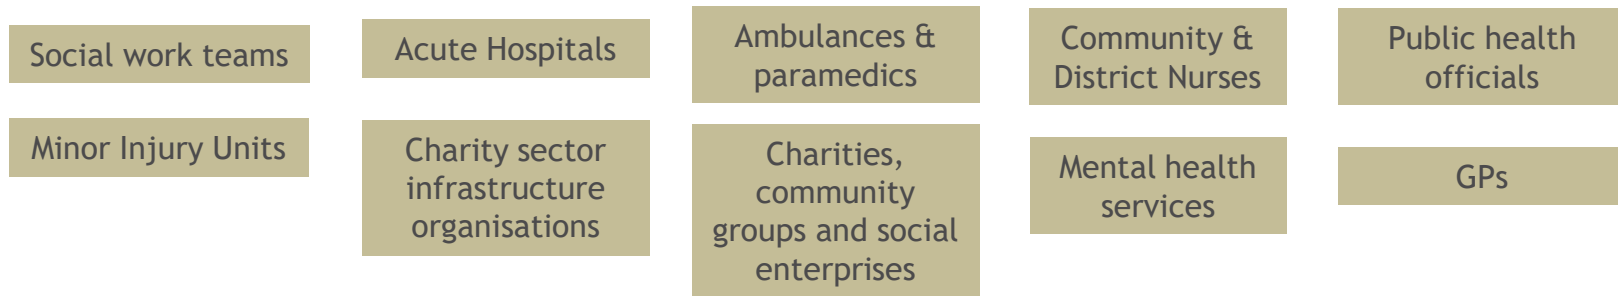 Social work teams
Acute Hospitals
Ambulances &
paramedics
Community &
District Nurses
Public health
officials
Minor Injury Units
Charity sector
infrastructure
organisations
Charities,
community
groups and social
enterprises
Mental health
services
GPs